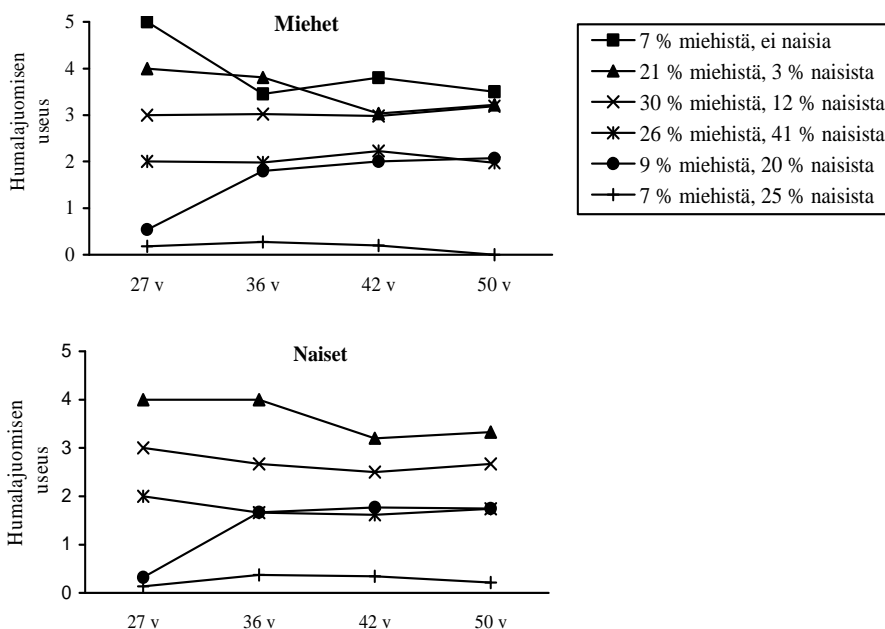 Miehet
Humalajuomisen
useus
5
4
3
2
1
0
27 v
36 v
42 v
50 v
7 % miehistä, ei naisia
21 % miehistä, 3 % naisista
30 % miehistä, 12 % naisista
26 % miehistä, 41 % naisista
9 % miehistä, 20 % naisista
7 % miehistä, 25 % naisista
Naiset
Humalajuomisen
useus
5
4
3
2
1
0
27 v
36 v
42 v
50 v